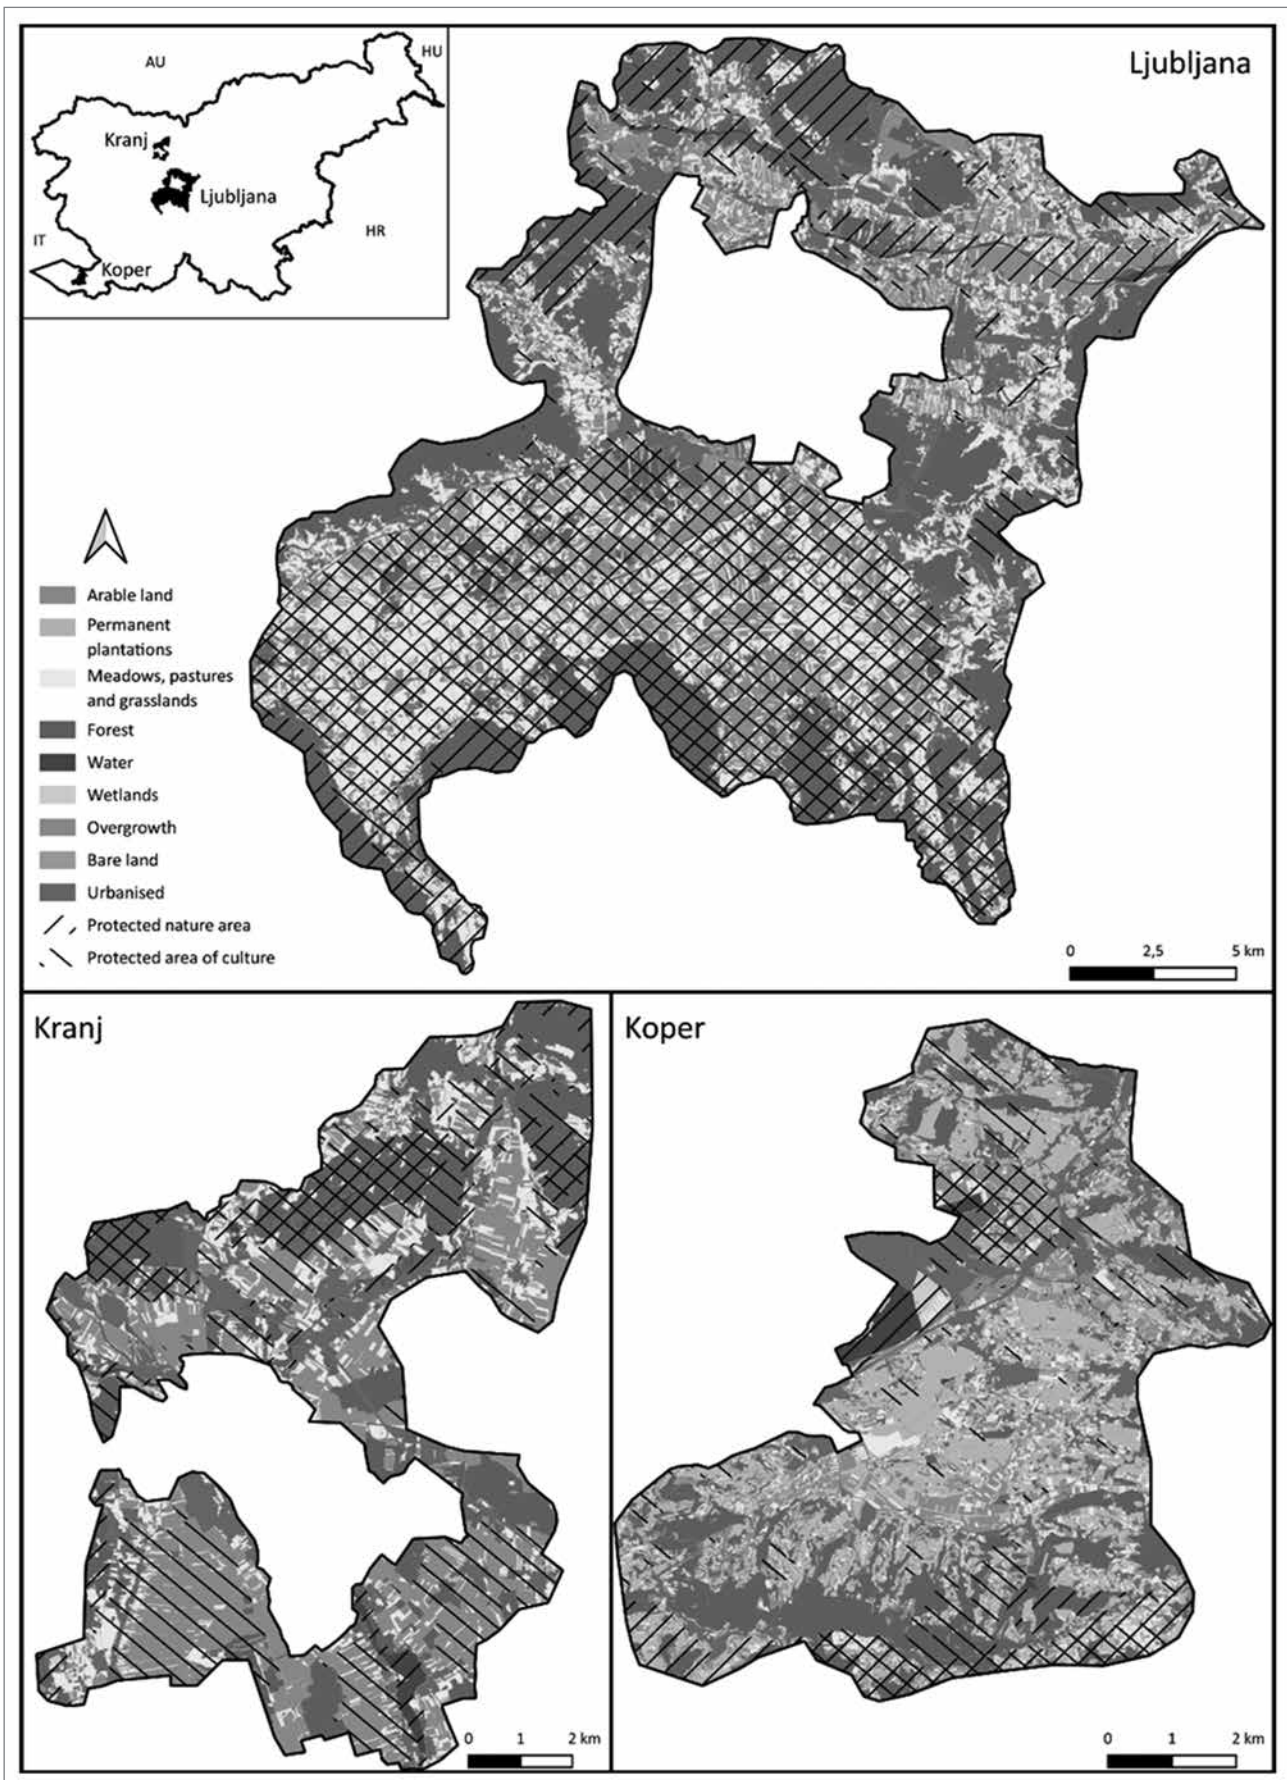 AU
HU
Kranj
Ljubljana
IT
HR
Koper
Ljubljana
Arable land
Permanent
plantations
Meadows, pastures
and grasslands
Forest
Water
Wetlands
Overgrowth
Bare land
Urbanised
Protected nature area
Protected area of culture
0 2,5 5 km
Kranj
0 1 2 km
Koper
0 1 2 km